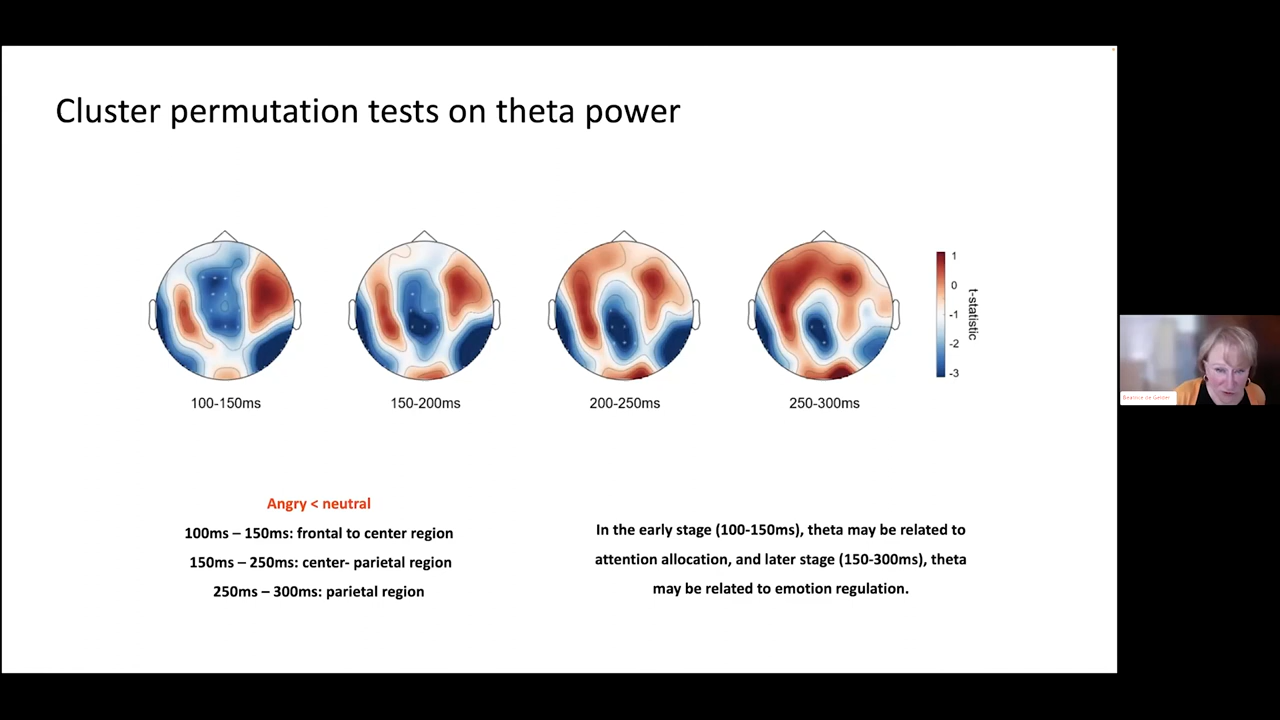 Cluster permutation tests on theta power
1
0
-1
-2
-3
t-statistic
100-150ms
150-200ms
200-250ms
250-300ms
Angry < neutral
100ms – 150ms: frontal to center region
150ms – 250ms: center- parietal region
250ms – 300ms: parietal region
In the early stage (100-150ms), theta may be related to
attention allocation, and later stage (150-300ms), theta
may be related to emotion regulation.
Beatrice de Gelder